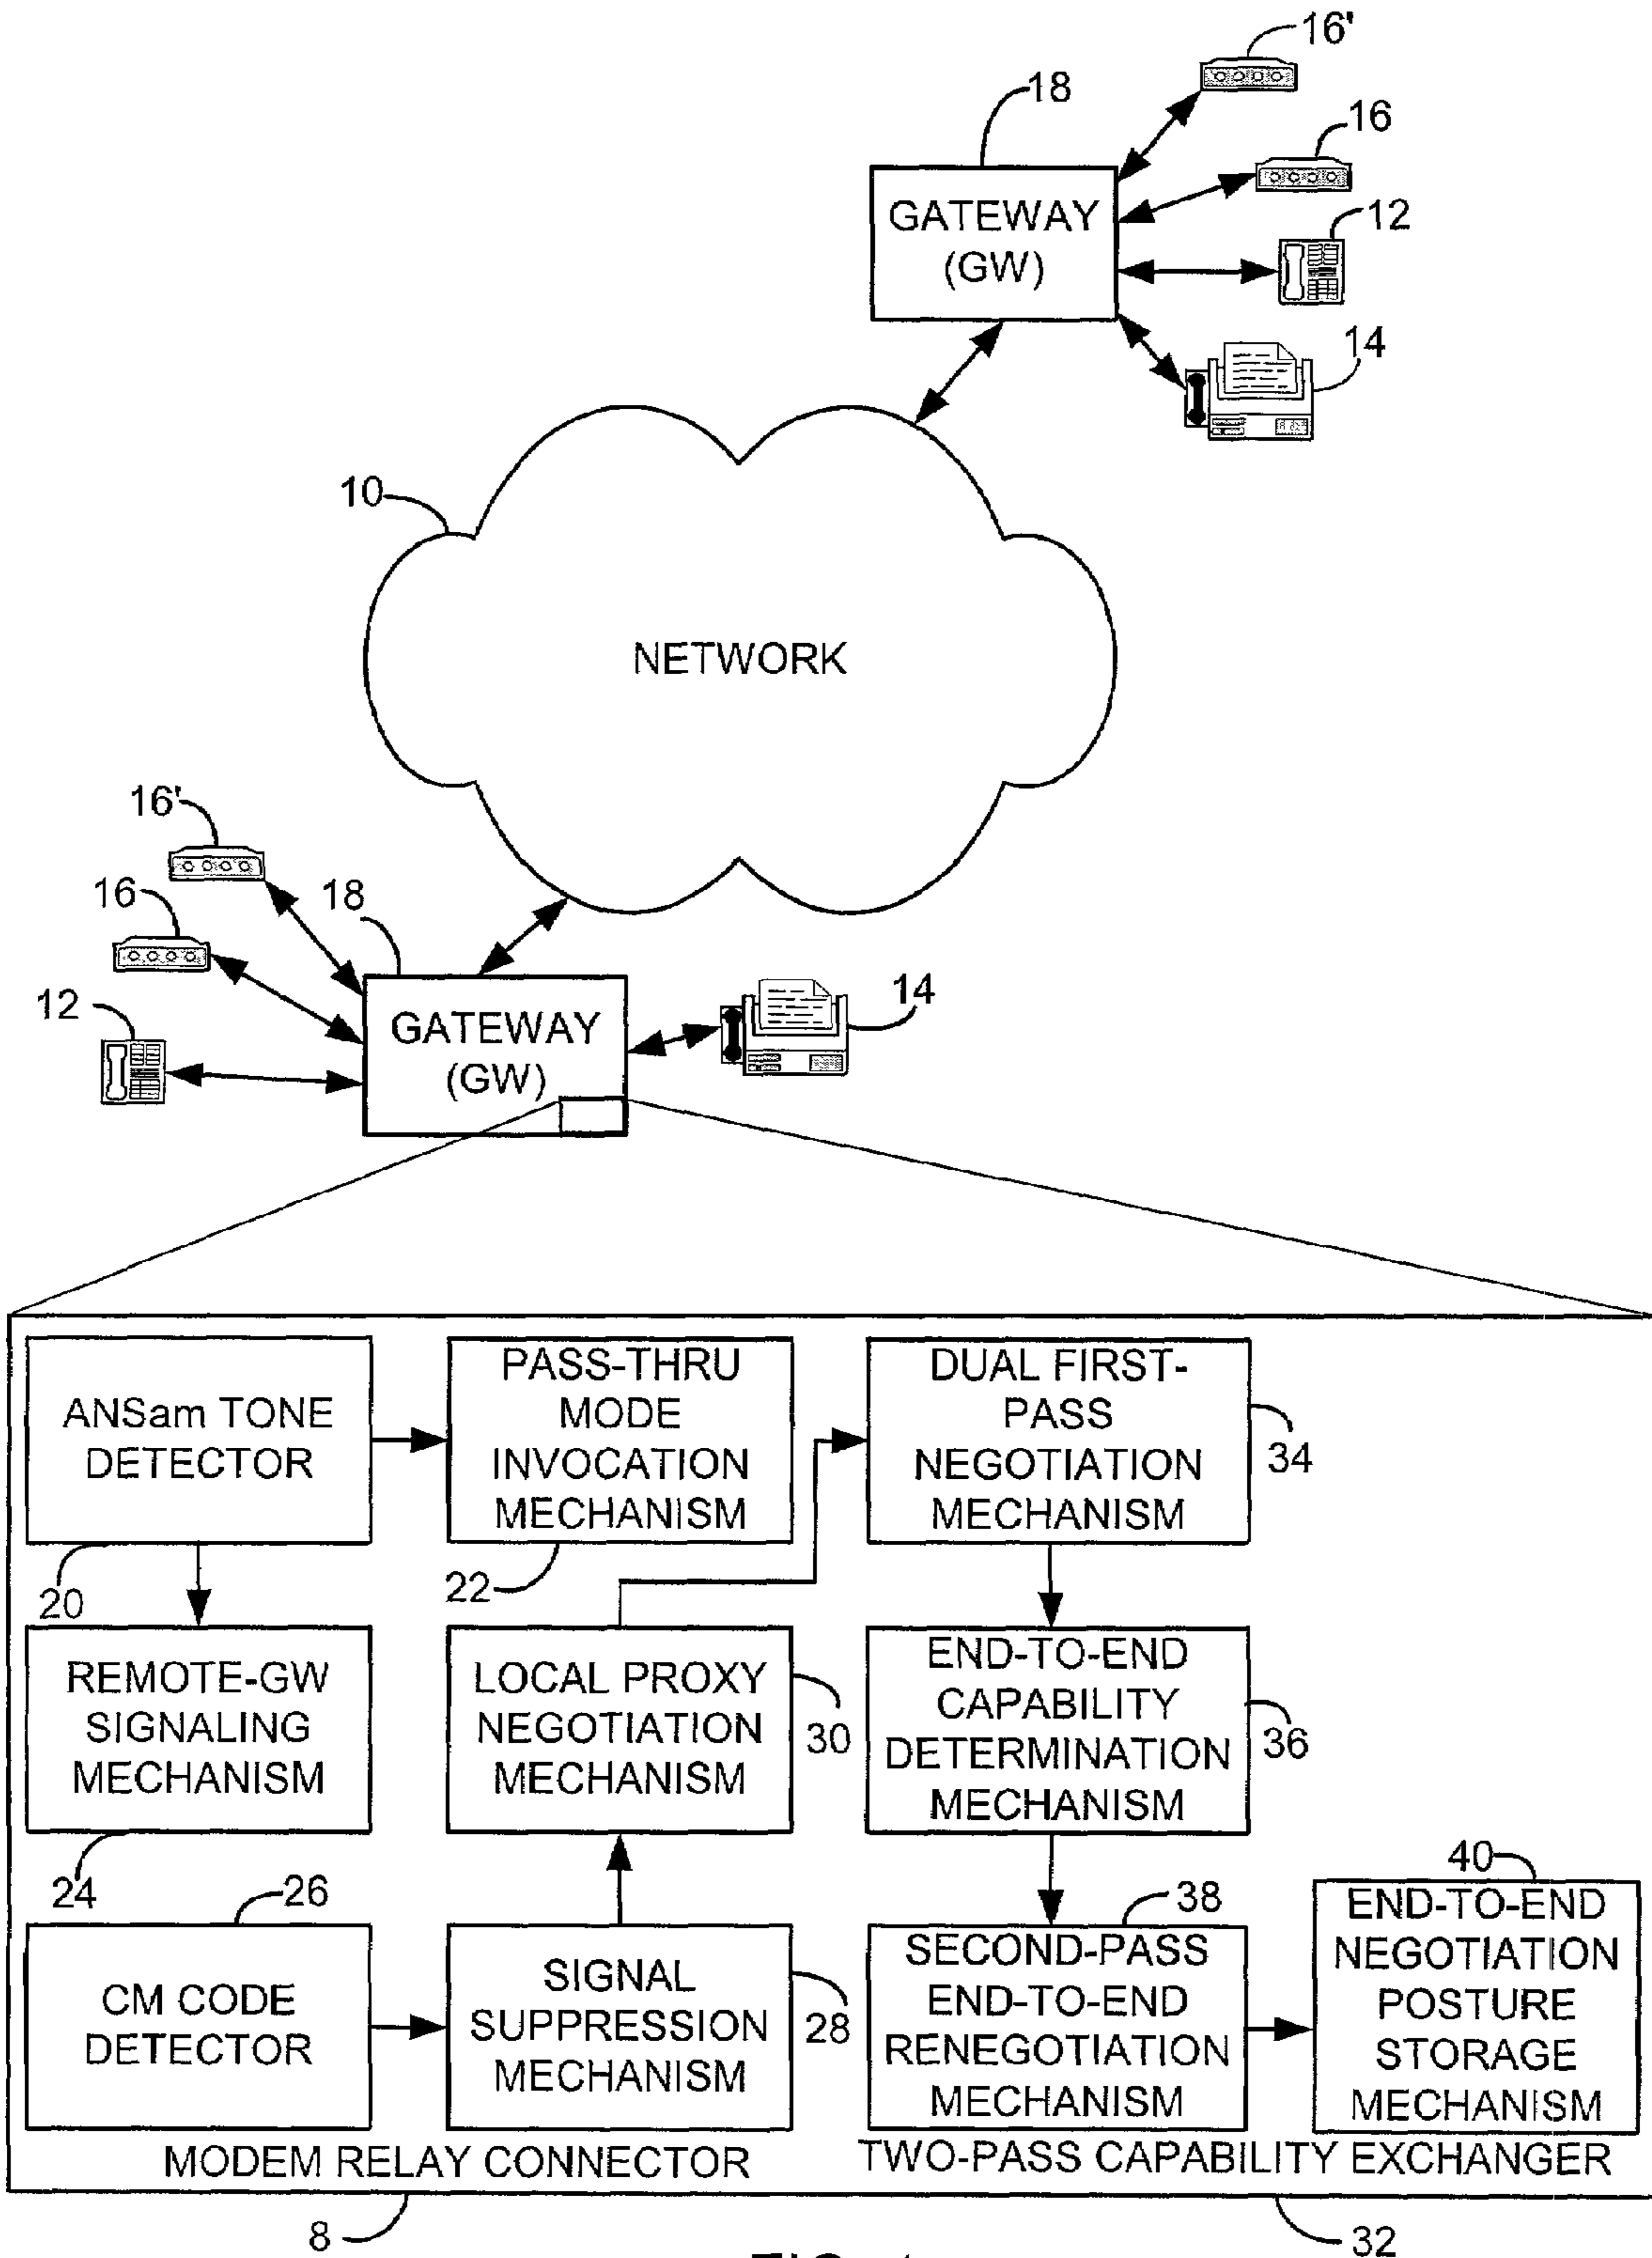 16'
18
16
GATEWAY
(GW)
12
14
10
NETWORK
16'
16
18
12
14
GATEWAY
(GW)
ANSam TONE
DETECTOR
PASS-THRU
MODE
INVOCATION
MECHANISM
DUAL FIRST-
PASS
NEGOTIATION
MECHANISM
34
20
22
REMOTE-GW
SIGNALING
MECHANISM
LOCAL PROXY
NEGOTIATION
MECHANISM
30
END-TO-END
CAPABILITY
DETERMINATION
MECHANISM
36
24
26
38
40
CM CODE
DETECTOR
SIGNAL
SUPPRESSION
MECHANISM
28
SECOND-PASS
END-TO-END
RENEGOTIATION
MECHANISM
END-TO-END
NEGOTIATION
POSTURE
STORAGE
MECHANISM
MODEM RELAY CONNECTOR
TWO-PASS CAPABILITY EXCHANGER
8
32